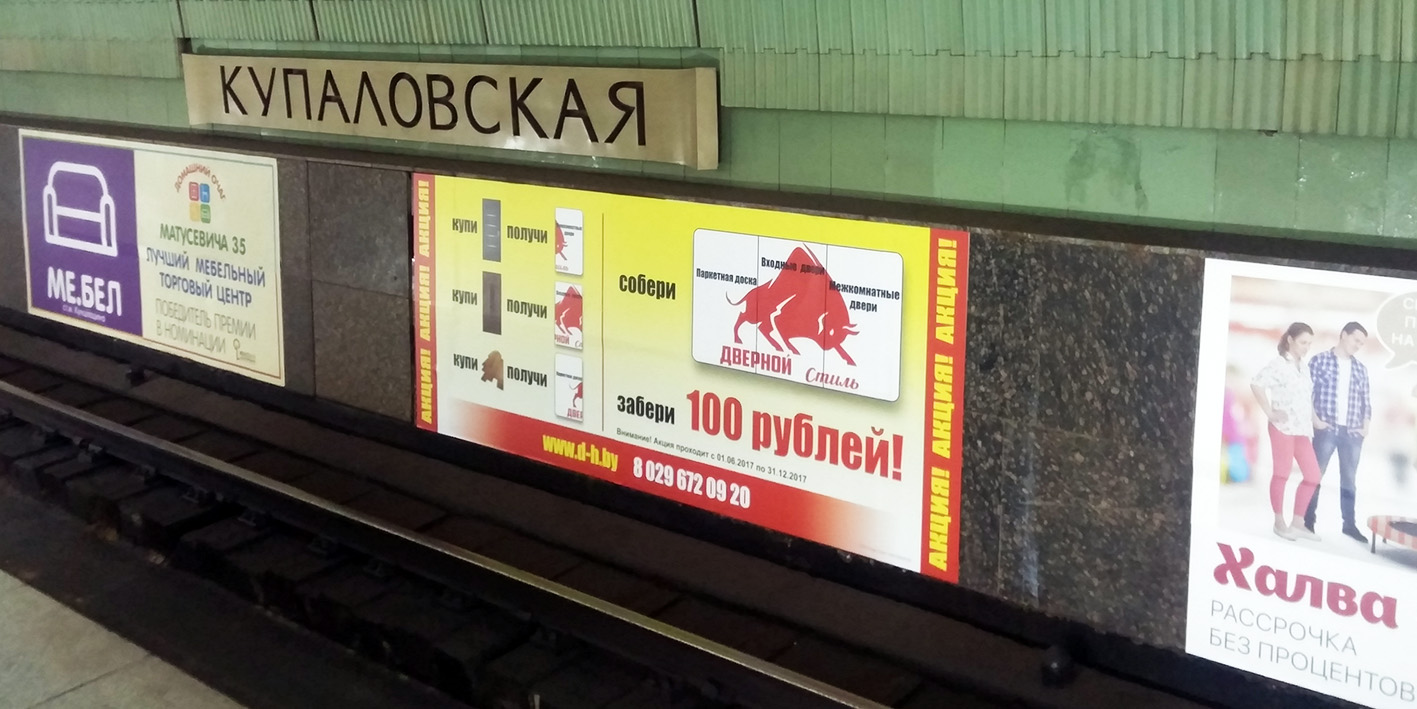 КУПАЛОВСКАЯ
МЕ.БЕЛ
ДОМАШНИЙ ОЧАГ
МАТУСЕВИЧА 35
ЛУЧШИЙ МЕБЕЛЬНЫЙ
ТОРГОВЫЙ ЦЕНТР
ПОБЕДИТЕЛЬ ПРЕМИИ
В НОМИНАЦИИ
АКЦИЯ! АКЦИЯ! АКЦИЯ!
купи получи
купи получи
купи получи
собери
Паркетная доска
Входные двери
Межкомнатные
двери
ДВЕРНОЙ
Стиль
забери 100 рублей!
Внимание! Акция проходит с 01.06.2017 по 31.12.2017
www.d-h.by 8 029 672 09 20
АКЦИЯ! АКЦИЯ! АКЦИЯ!
Халва
РАССРОЧКА
БЕЗ ПРОЦЕНТОВ